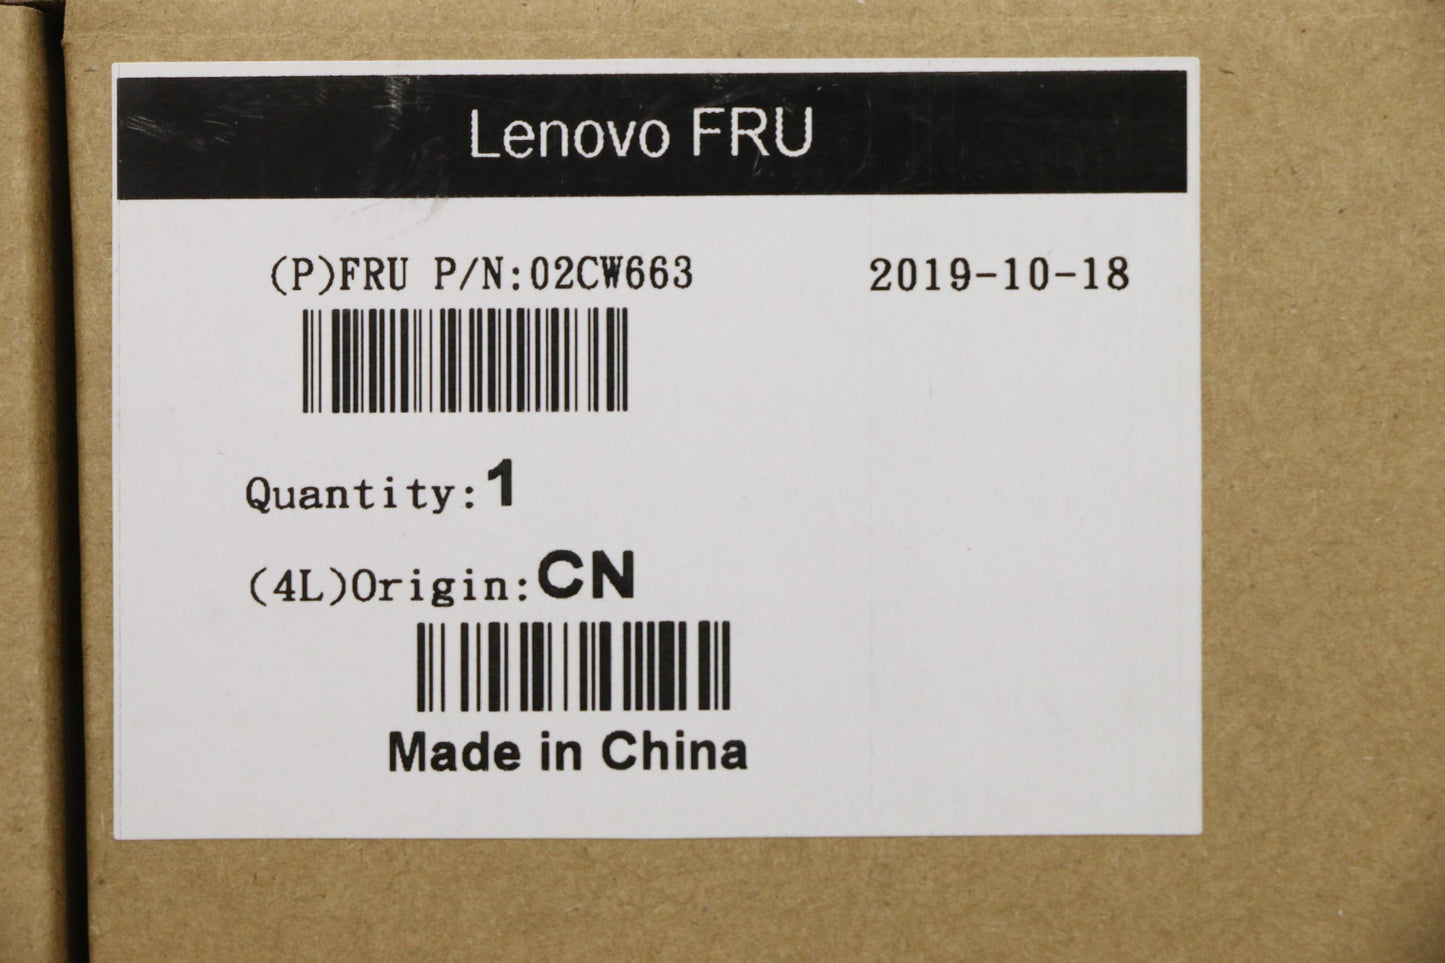 Lenovo FRU
(P)FRU P/N:02CW663 2019-10-18
Quantity:1
(4L)Origin:CN
Made in China